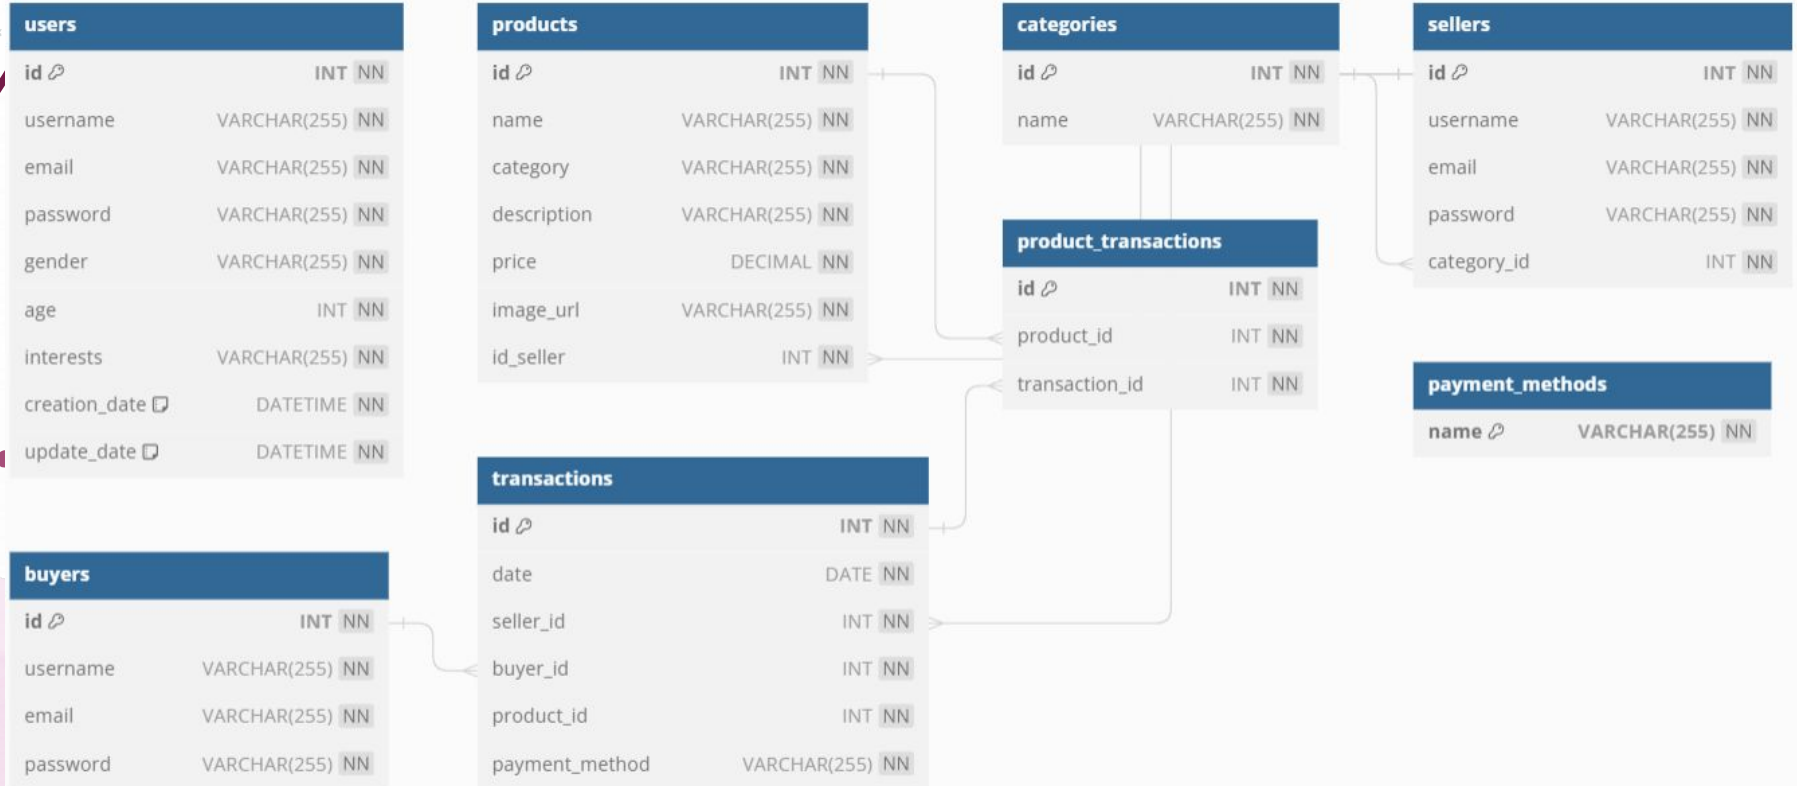 users
id INT NN
username VARCHAR(255) NN
email VARCHAR(255) NN
password VARCHAR(255) NN
gender VARCHAR(255) NN
age INT NN
interests VARCHAR(255) NN
creation_date DATETIME NN
update_date DATETIME NN
products
id INT NN
name VARCHAR(255) NN
category VARCHAR(255) NN
description VARCHAR(255) NN
price DECIMAL NN
image_url VARCHAR(255) NN
id_seller INT NN
categories
id INT NN
name VARCHAR(255) NN
sellers
id INT NN
username VARCHAR(255) NN
email VARCHAR(255) NN
password VARCHAR(255) NN
category_id INT NN
product_transactions
id INT NN
product_id INT NN
transaction_id INT NN
payment_methods
name VARCHAR(255) NN
transactions
id INT NN
date DATE NN
seller_id INT NN
buyer_id INT NN
product_id INT NN
payment_method VARCHAR(255) NN
buyers
id INT NN
username VARCHAR(255) NN
email VARCHAR(255) NN
password VARCHAR(255) NN